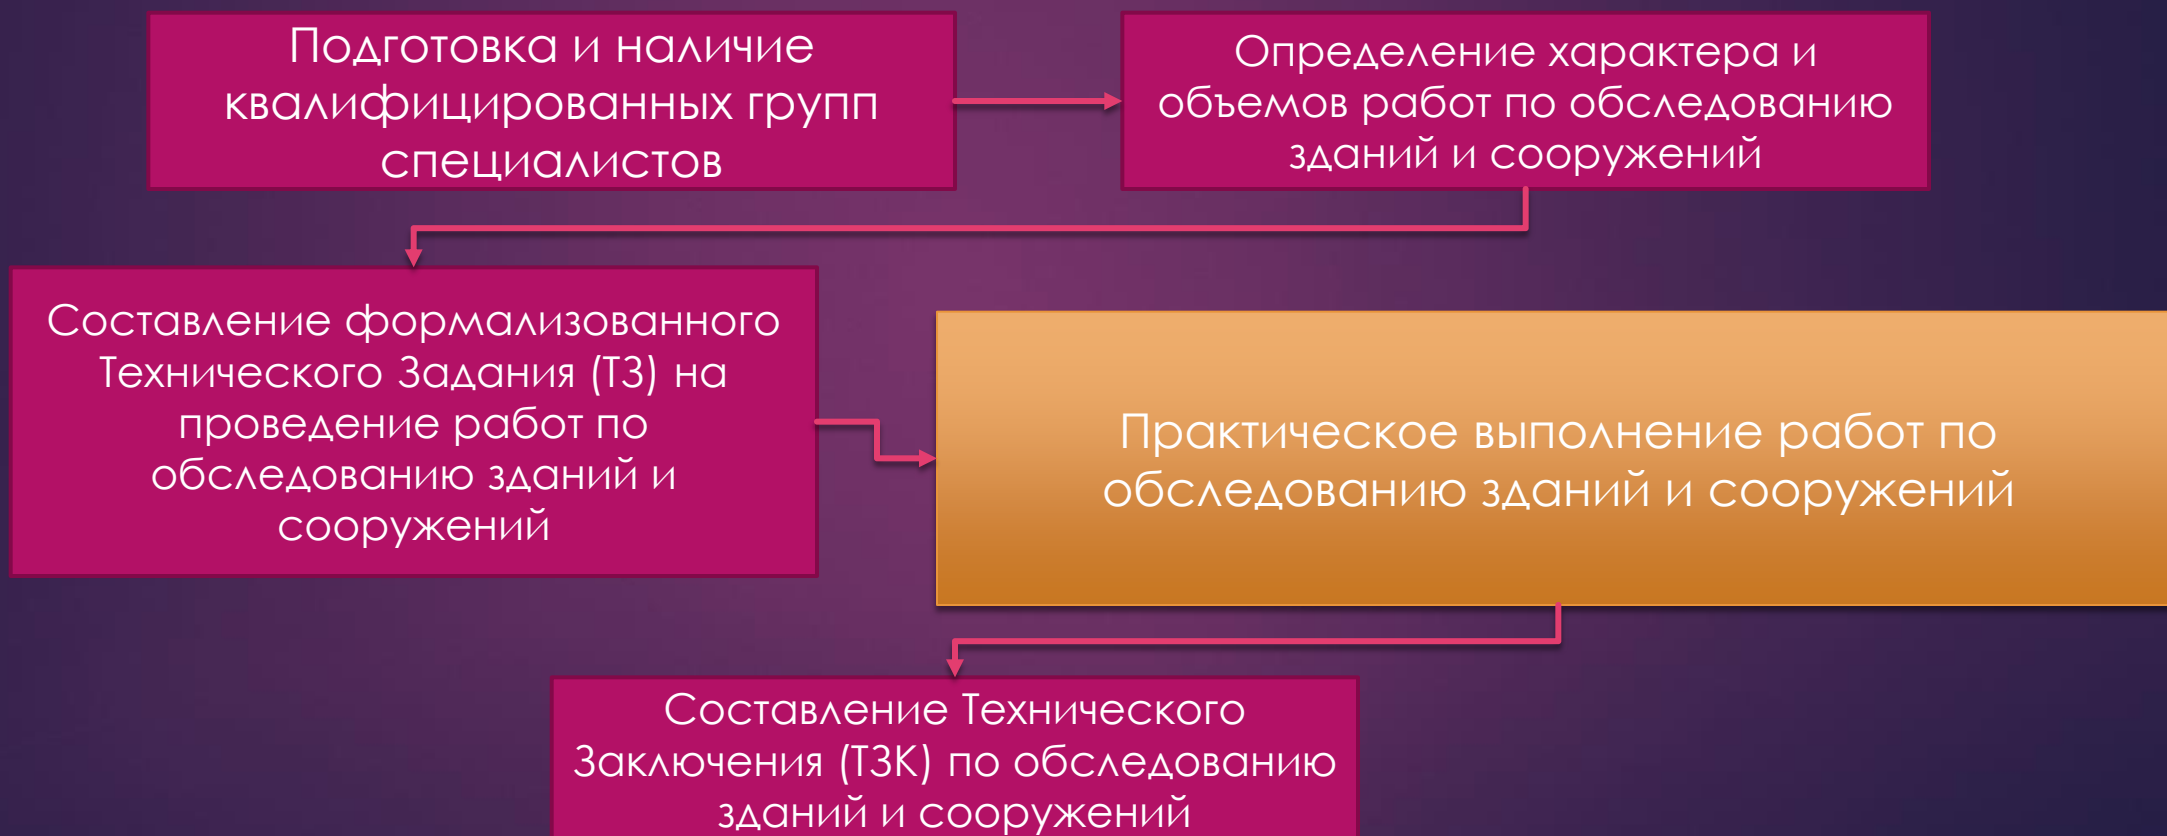 Подготовка и наличие
квалифицированных групп
специалистов
Определение характера и
объемов работ по обследованию
зданий и сооружений
Составление формализованного
Технического Задания (ТЗ) на
проведение работ по
обследованию зданий и
сооружений
Практическое выполнение работ по
обследованию зданий и сооружений
Составление Технического
Заключения (ТЗК) по обследованию
зданий и сооружений